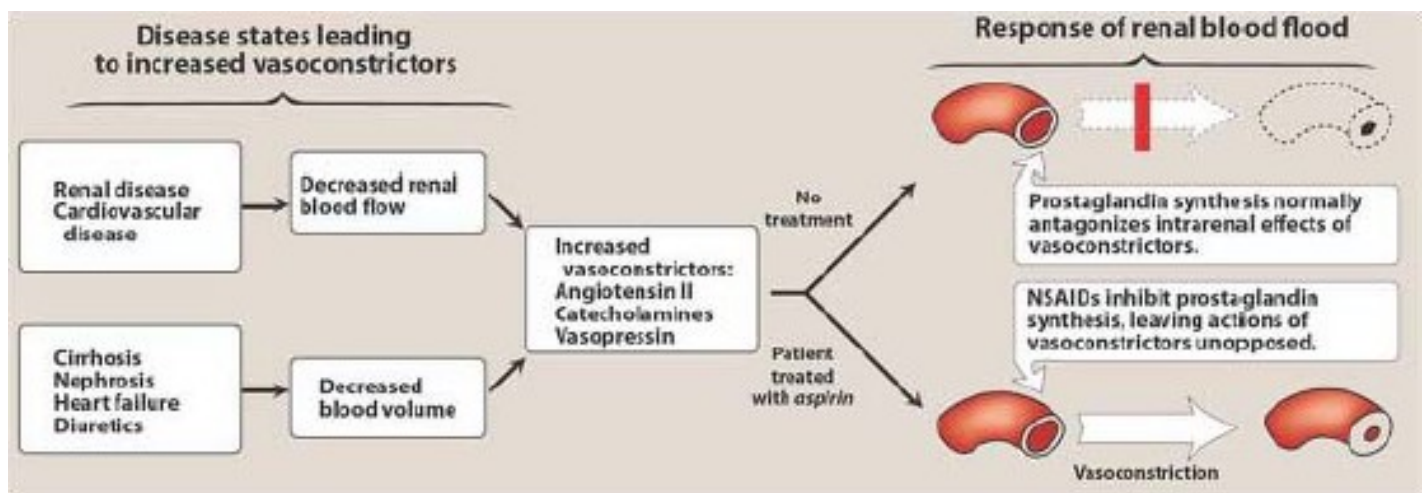 Disease states leading
to increased vasoconstrictors
Renal disease
Cardiovascular
disease
Decreased renal
blood flow
Cirrhosis
Nephrosis
Heart failure
Diuretics
Decreased
blood volume
Increased
vasoconstrictors:
Angiotensin II
Catecholamines
Vasopressin
No
treatment
Patient
treated
with aspirin
Response of renal blood flood
Prostaglandin synthesis normally
antagonizes intrarenal effects of
vasoconstrictors.
NSAIDs inhibit prostaglandin
synthesis, leaving actions of
vasoconstrictors unopposed.
Vasoconstriction